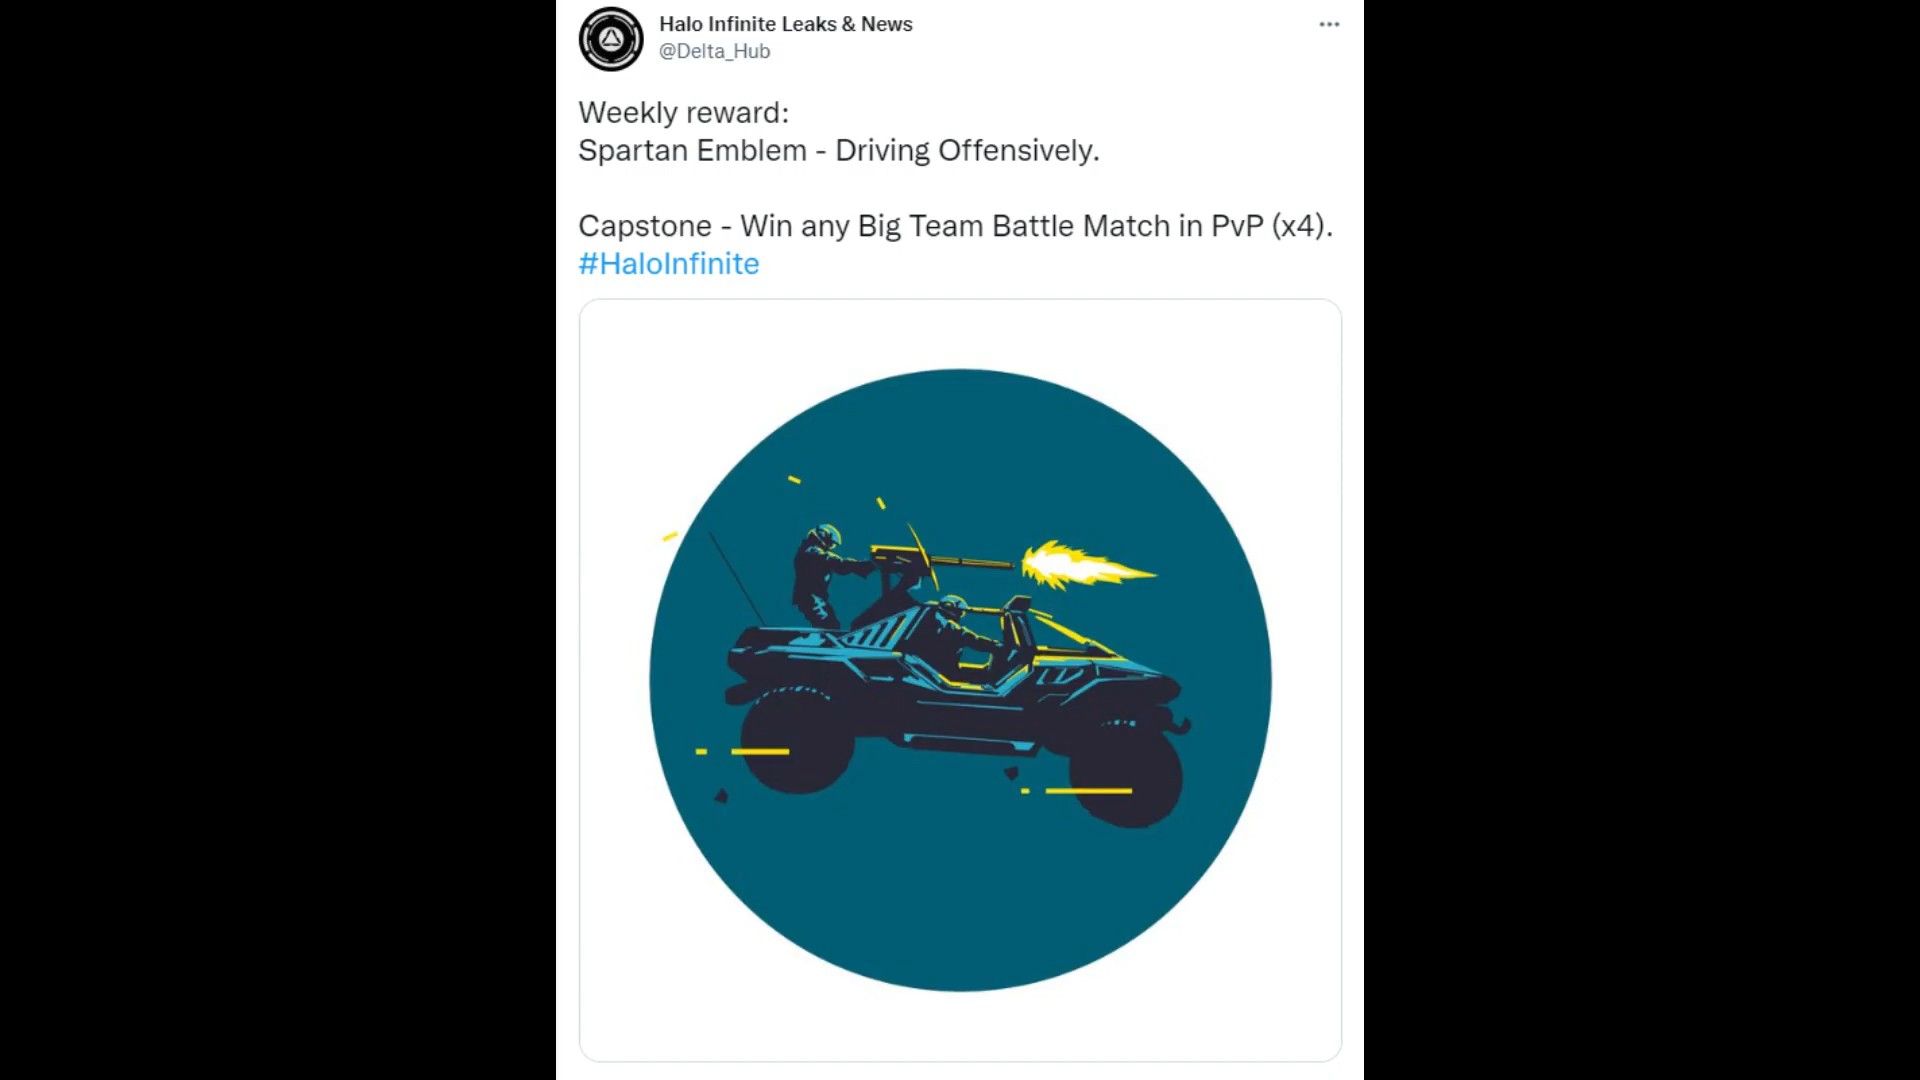 Halo Infinite Leaks & News
@Delta_Hub
Weekly reward:
Spartan Emblem - Driving Offensively.
Capstone - Win any Big Team Battle Match in PvP (x4).
#HaloInfinite